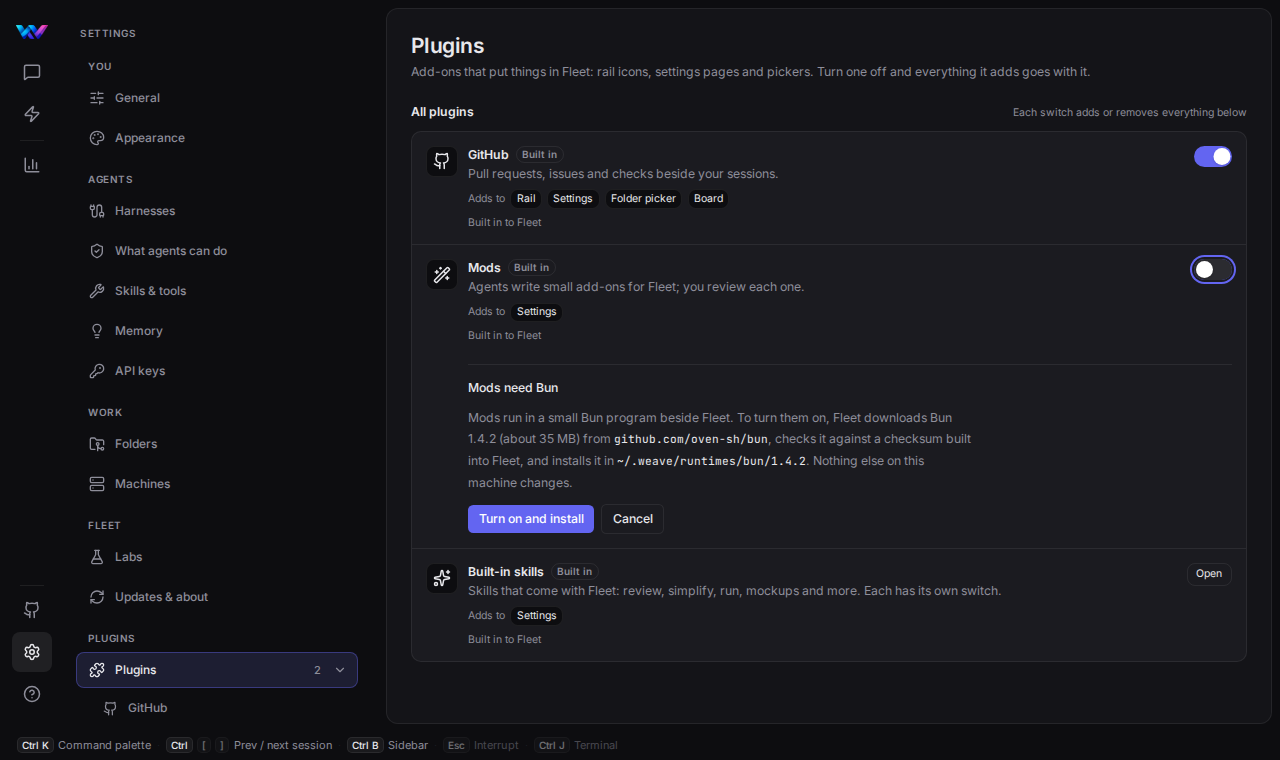 SETTINGS
YOU
General
Appearance
AGENTS
Harnesses
What agents can do
Skills & tools
Memory
API keys
WORK
Folders
Machines
FLEET
Labs
Updates & about
PLUGINS
Plugins 2
GitHub
Plugins
Add-ons that put things in Fleet: rail icons, settings pages and pickers. Turn one off and everything it adds goes with it.
All plugins
Each switch adds or removes everything below
GitHub Built in
Pull requests, issues and checks beside your sessions.
Adds to Rail Settings Folder picker Board
Built in to Fleet
Mods Built in
Agents write small add-ons for Fleet; you review each one.
Adds to Settings
Built in to Fleet
Mods need Bun
Mods run in a small Bun program beside Fleet. To turn them on, Fleet downloads Bun
1.4.2 (about 35 MB) from github.com/oven-sh/bun, checks it against a checksum built
into Fleet, and installs it in ~/.weave/runtimes/bun/1.4.2. Nothing else on this
machine changes.
Turn on and install Cancel
Built-in skills Built in
Skills that come with Fleet: review, simplify, run, mockups and more. Each has its own switch.
Adds to Settings
Built in to Fleet
Open
Ctrl K Command palette Ctrl [ ] Prev / next session Ctrl B Sidebar Esc Interrupt Ctrl J Terminal